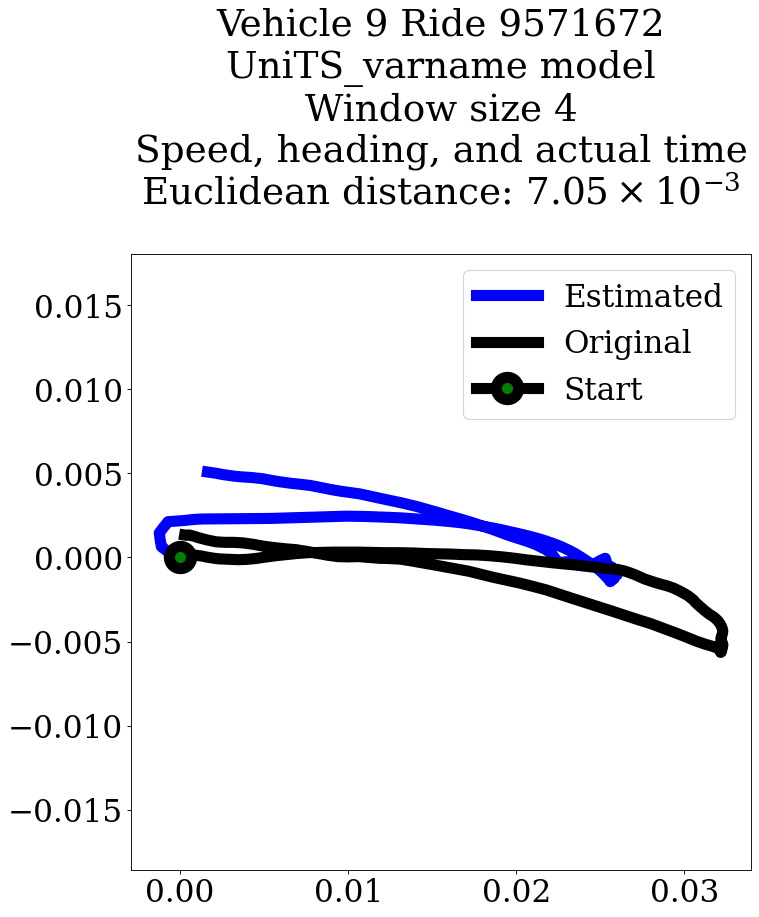 Vehicle 9 Ride 9571672
UniTS_varname model
Window size 4
Speed, heading, and actual time
Euclidean distance: 7.05 × 10⁻³
Estimated
Original
Start
0.015
0.010
0.005
0.000
−0.005
−0.010
−0.015
0.00 0.01 0.02 0.03